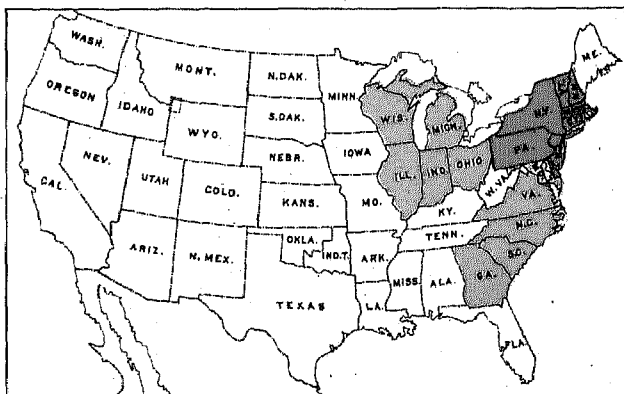 WASH.
MONT.
N.DAK.
MINN.
ME.
OREGON
IDAHO
S.DAK.
WIS.
MICH.
N.Y.
WYO.
NEBR.
IOWA
PA.
NEV.
UTAH
COLO.
ILL.
IND.
OHIO
W.VA.
VA.
CAL.
KANS.
MO.
KY.
N.C.
TENN.
ARIZ.
N.MEX.
OKLA.
IND.T.
ARK.
S.C.
TEXAS
MISS.
ALA.
GA.
LA.
FLA.